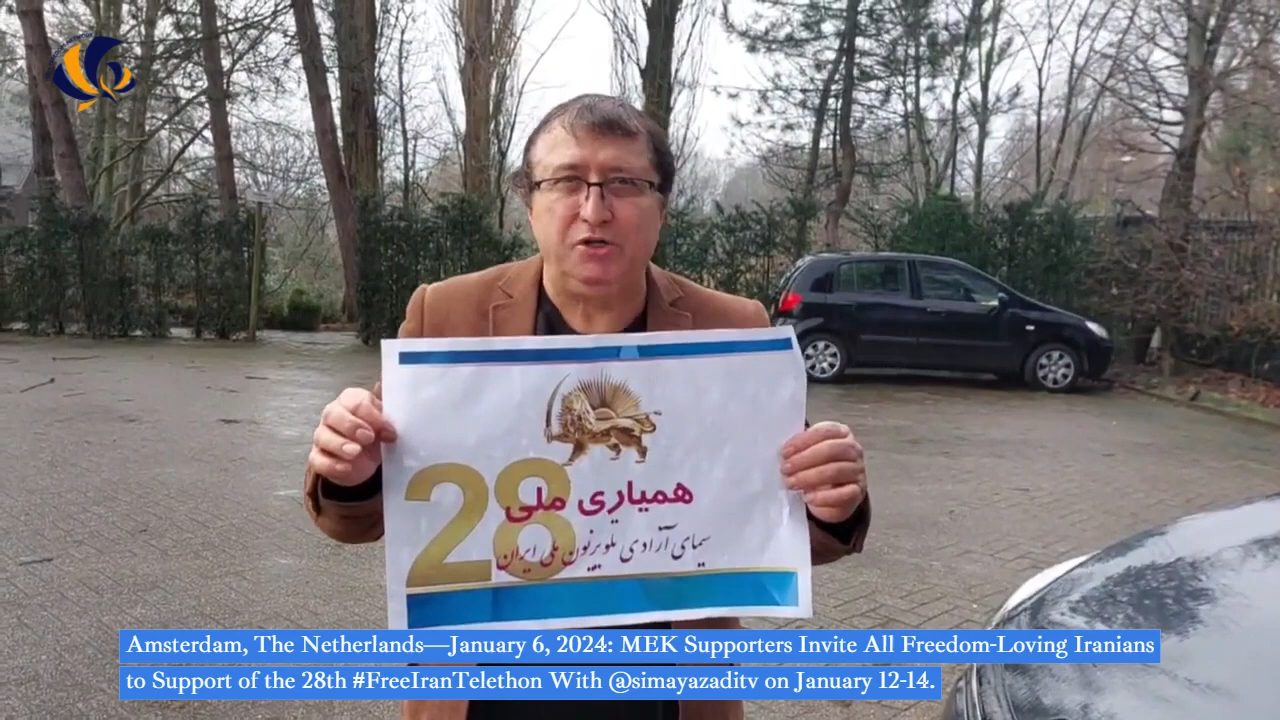 28
همیاری ملی
سیمای آزادی تلویزیون ملی ایران
Amsterdam, The Netherlands—January 6, 2024: MEK Supporters Invite All Freedom-Loving Iranians
to Support of the 28th #FreeIranTelethon With @simayazaditv on January 12-14.